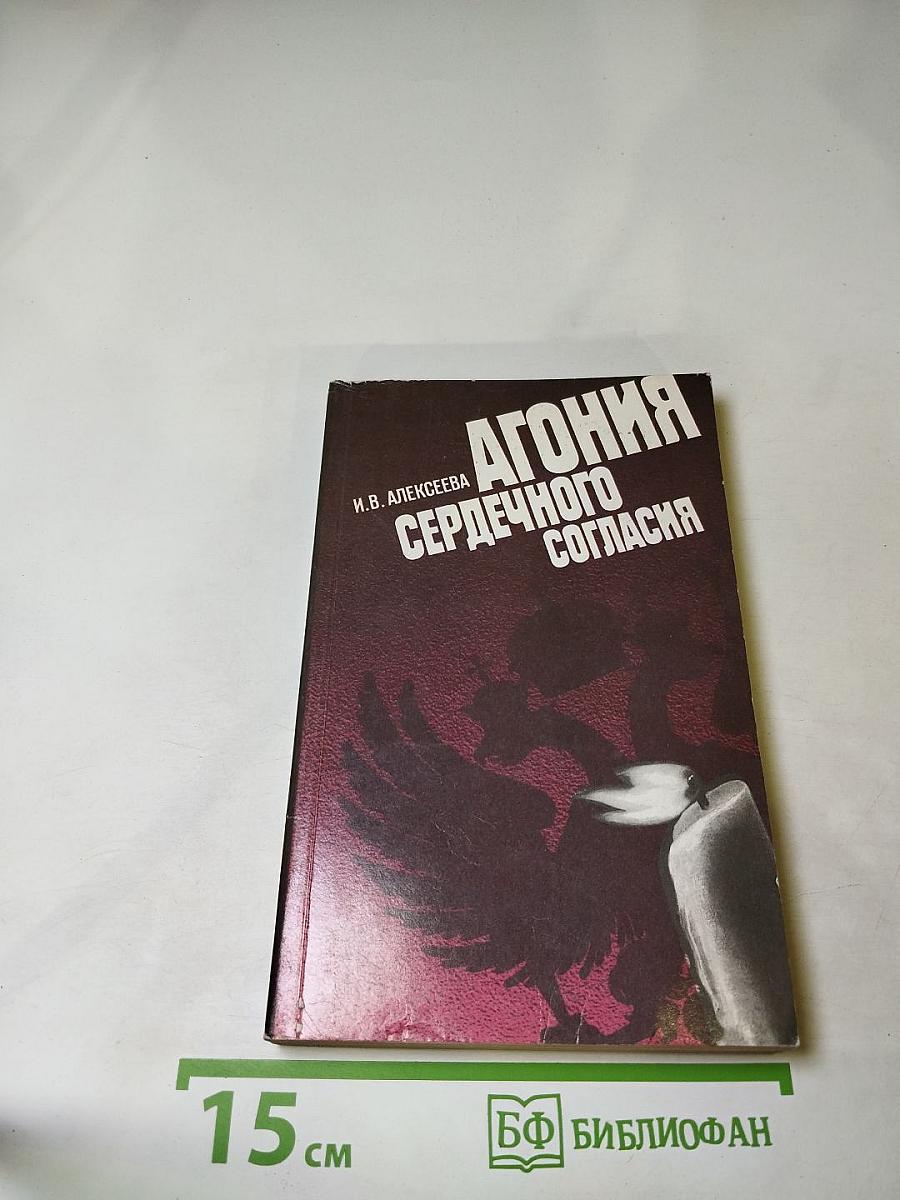 АГОНИЯ
И.В. АЛЕКСЕЕВА
СЕРДЕЧНОГО
СОГЛАСИЯ
15 см
БФ БИБЛИОФАН